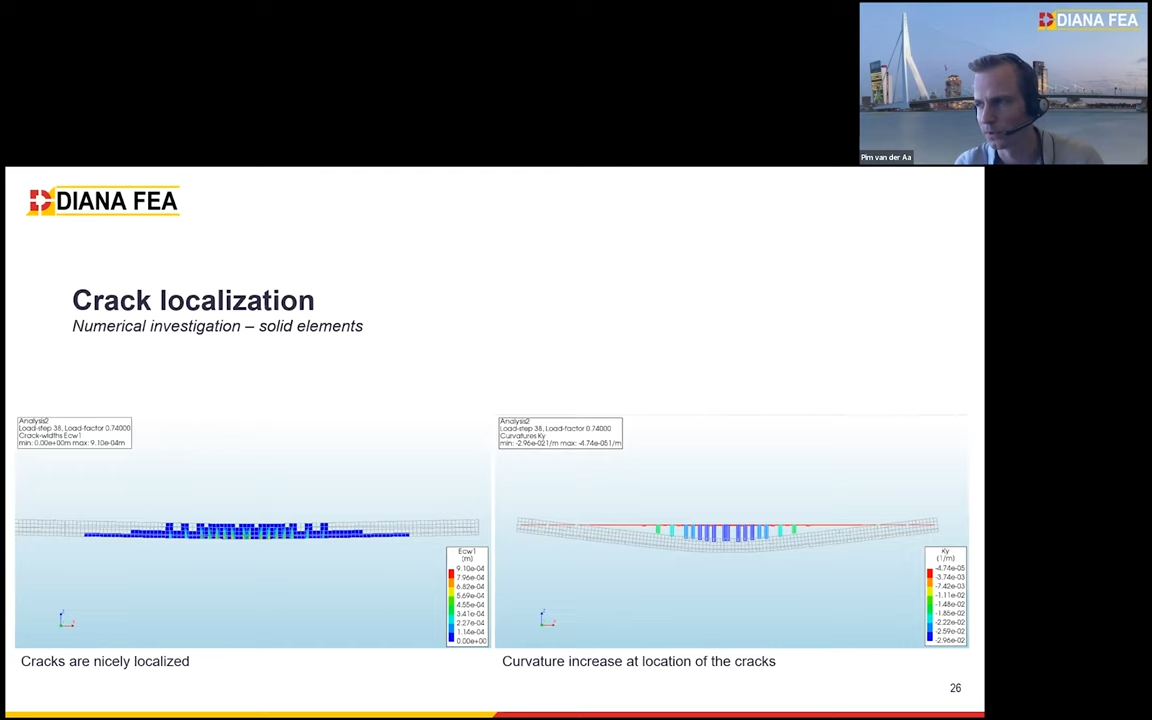 DIANA FEA
Pim van der Aa
DIANA FEA
Crack localization
Numerical investigation – solid elements
Analysis2
Load-step 38, Load-factor 0.74000
Crack-widths Ecw1
min: 0.00e+00m max: 9.10e-04m
Analysis2
Load-step 38, Load-factor 0.74000
Curvatures Ky
min: -2.96e-021/m max: -4.74e-051/m
Ecw1
(m)
9.10e-04
7.96e-04
6.82e-04
5.69e-04
4.55e-04
3.41e-04
2.27e-04
1.14e-04
0.00e+00
Ky
(1/m)
-4.74e-05
-3.74e-03
-7.42e-03
-1.11e-02
-1.48e-02
-1.85e-02
-2.22e-02
-2.59e-02
-2.96e-02
Cracks are nicely localized
Curvature increase at location of the cracks
26